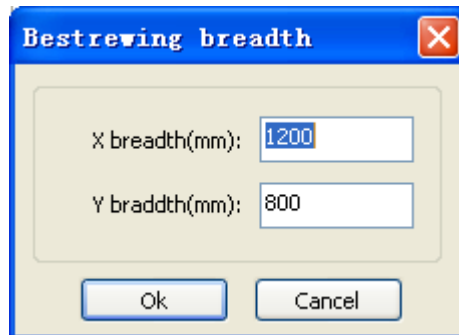 Bestrewing breadth
X breadth(mm): 1200
Y braddth(mm): 800
Ok Cancel